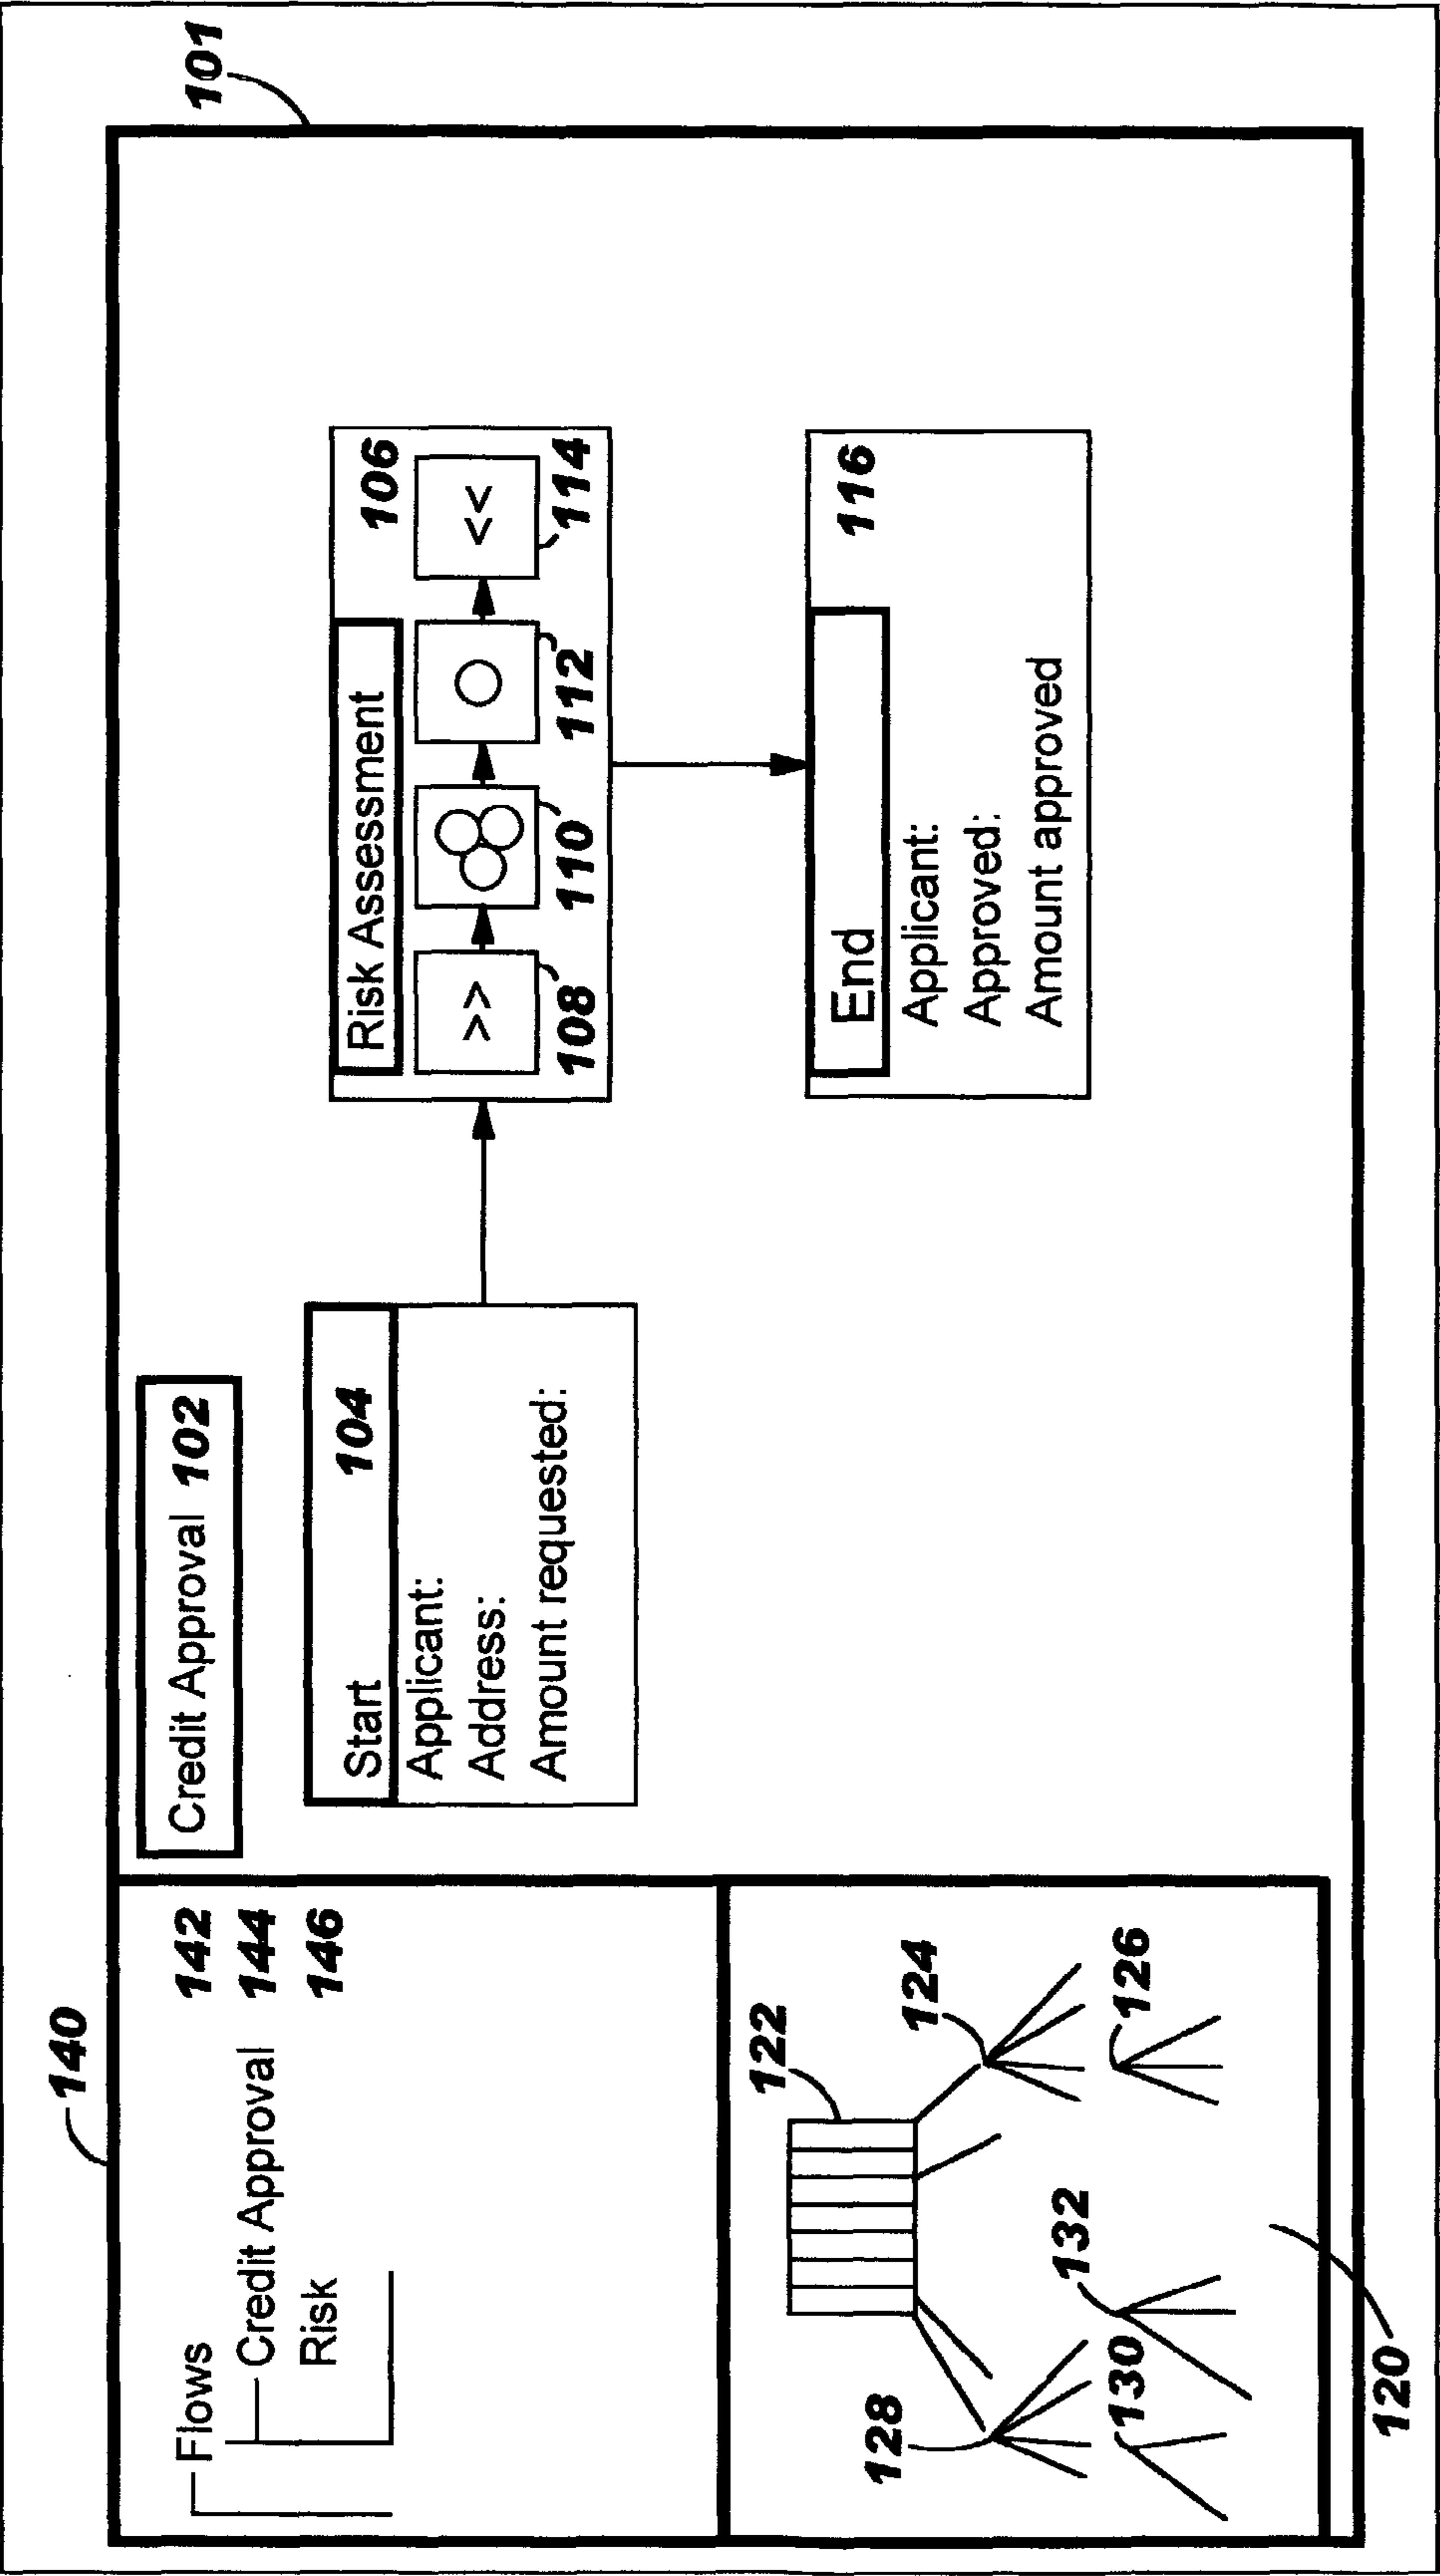 101
140
Flows 142
Credit Approval 144
Risk 146
Credit Approval 102
Start 104
Applicant:
Address:
Amount requested:
Risk Assessment 106
>> <<
108 110 112 114
End 116
Applicant:
Approved:
Amount approved
122
124
128
126
132
130
120